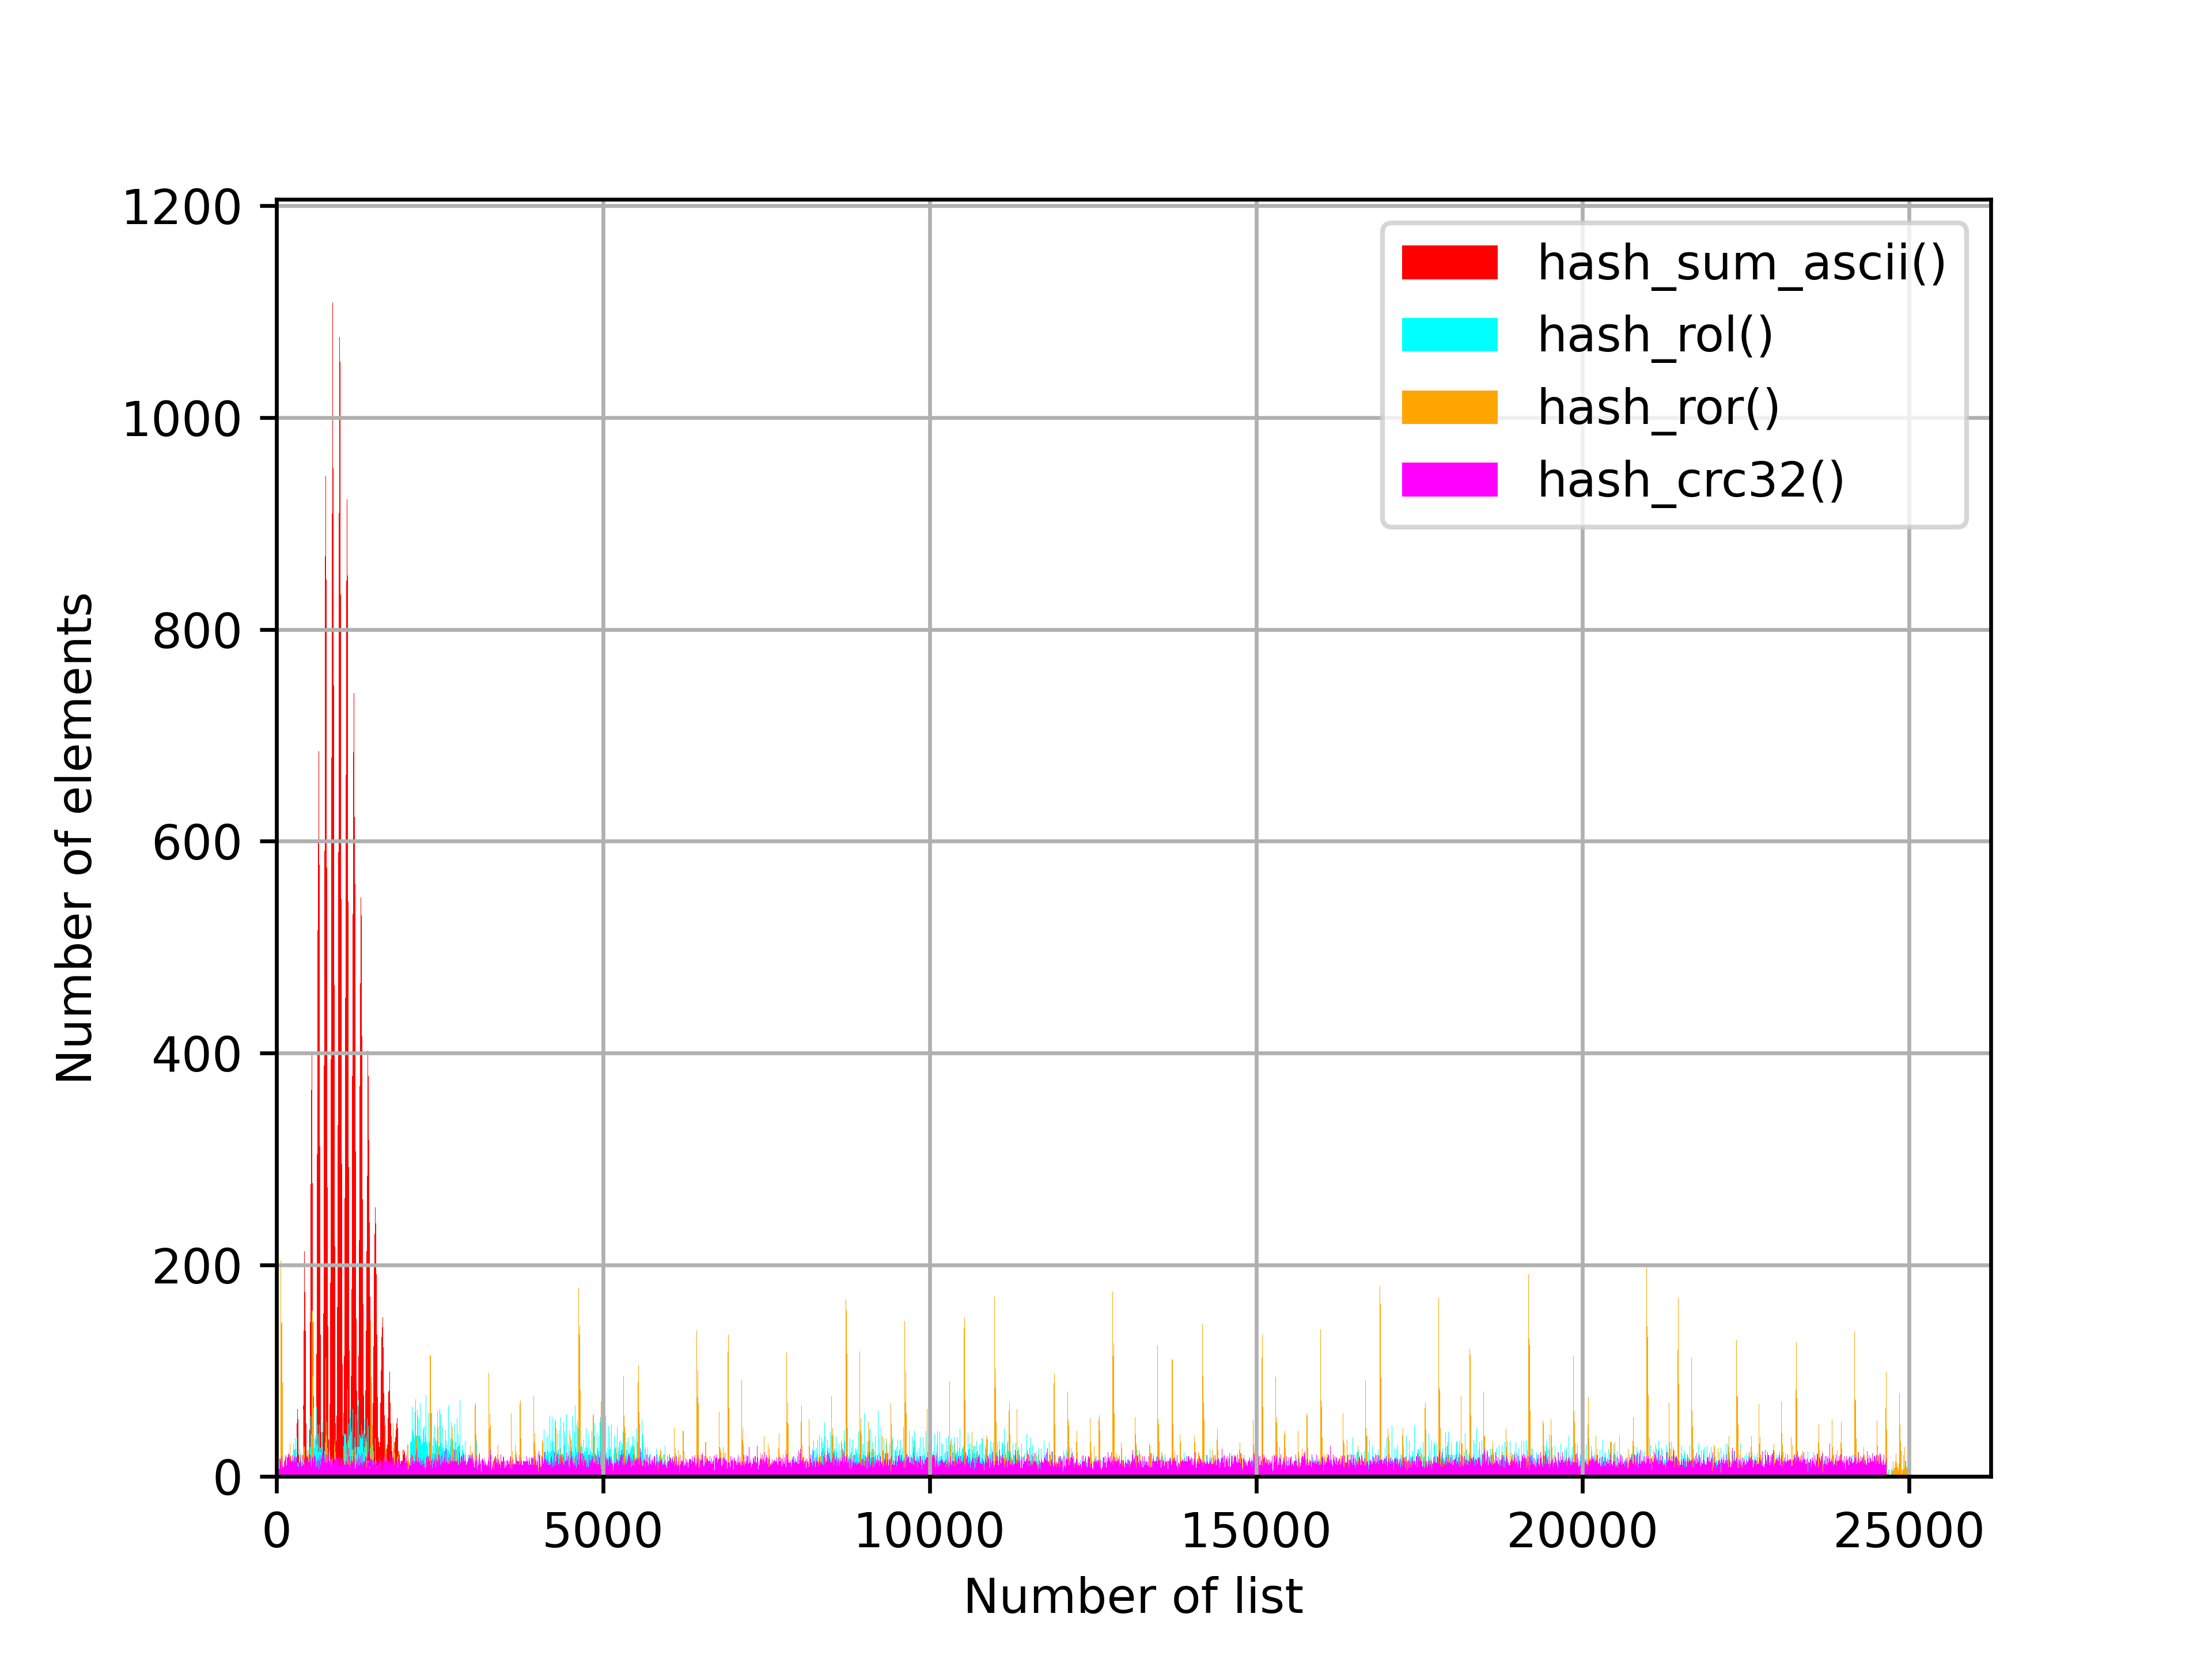 1200
1000
800
600
400
200
0
Number of elements
hash_sum_ascii()
hash_rol()
hash_ror()
hash_crc32()
0 5000 10000 15000 20000 25000
Number of list